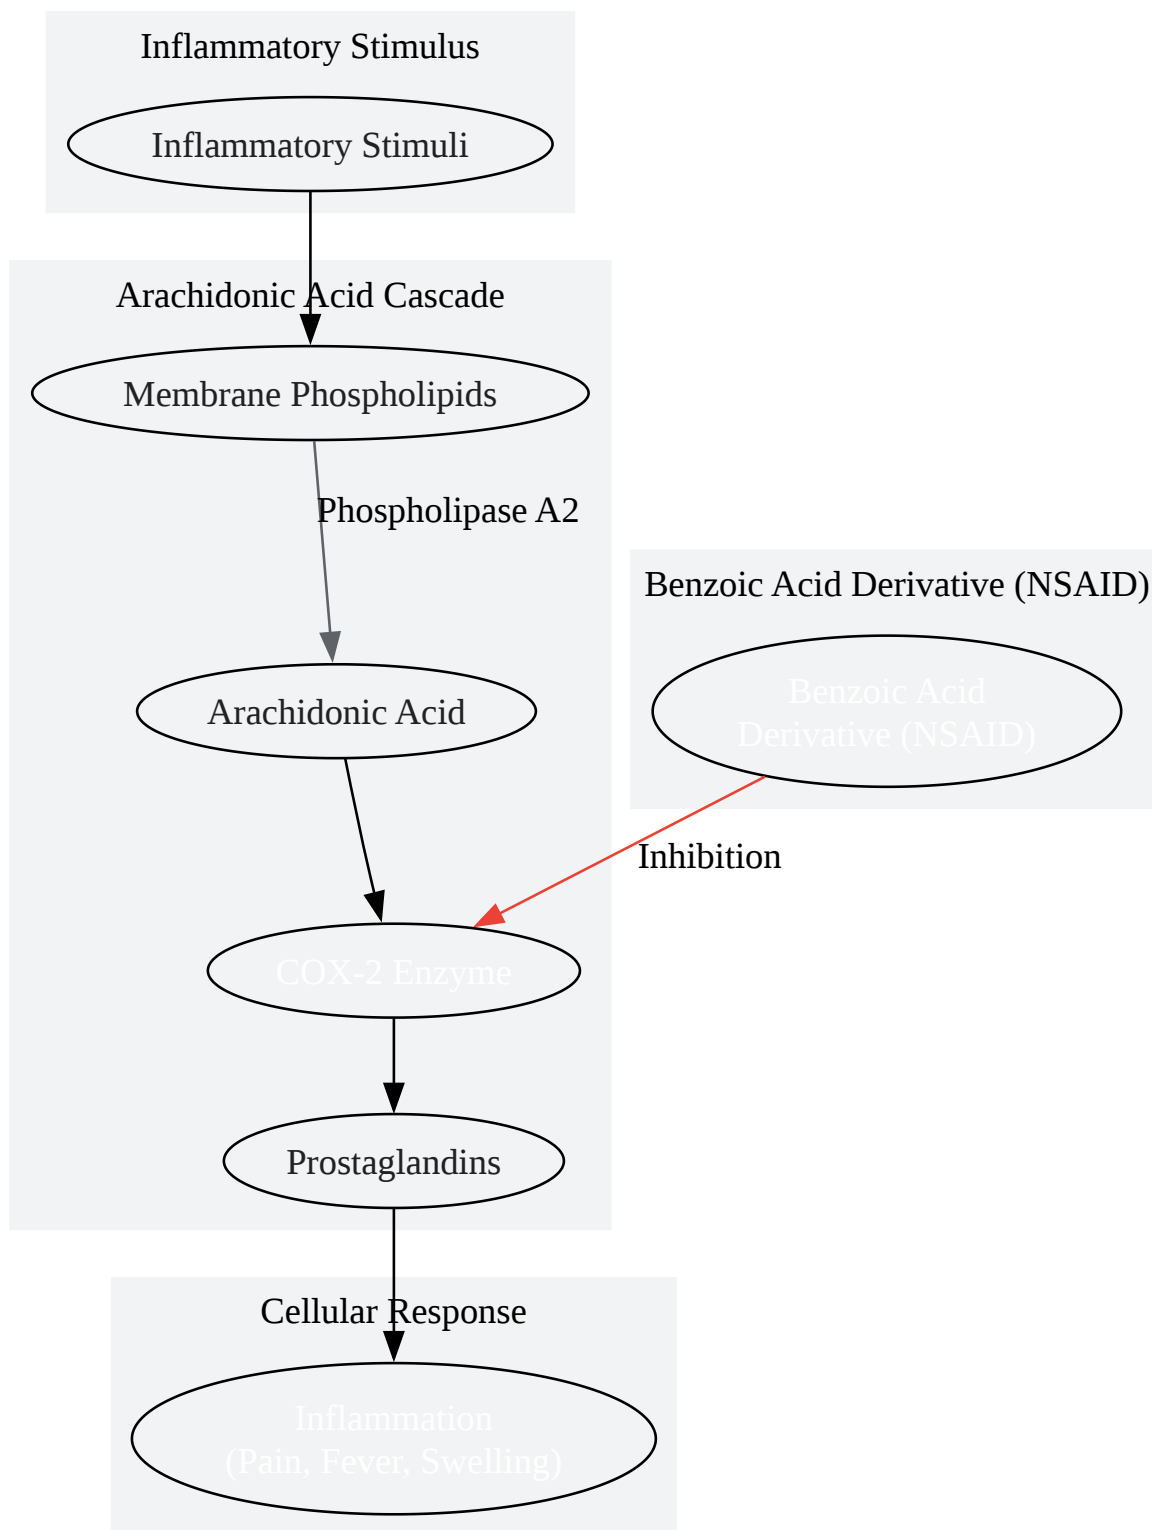 Inflammatory Stimulus
Inflammatory Stimuli
Arachidonic Acid Cascade
Membrane Phospholipids
Phospholipase A2
Benzoic Acid Derivative (NSAID)
Benzoic Acid
Derivative (NSAID)
Arachidonic Acid
Inhibition
COX-2 Enzyme
Prostaglandins
Cellular Response
Inflammation
(Pain, Fever, Swelling)